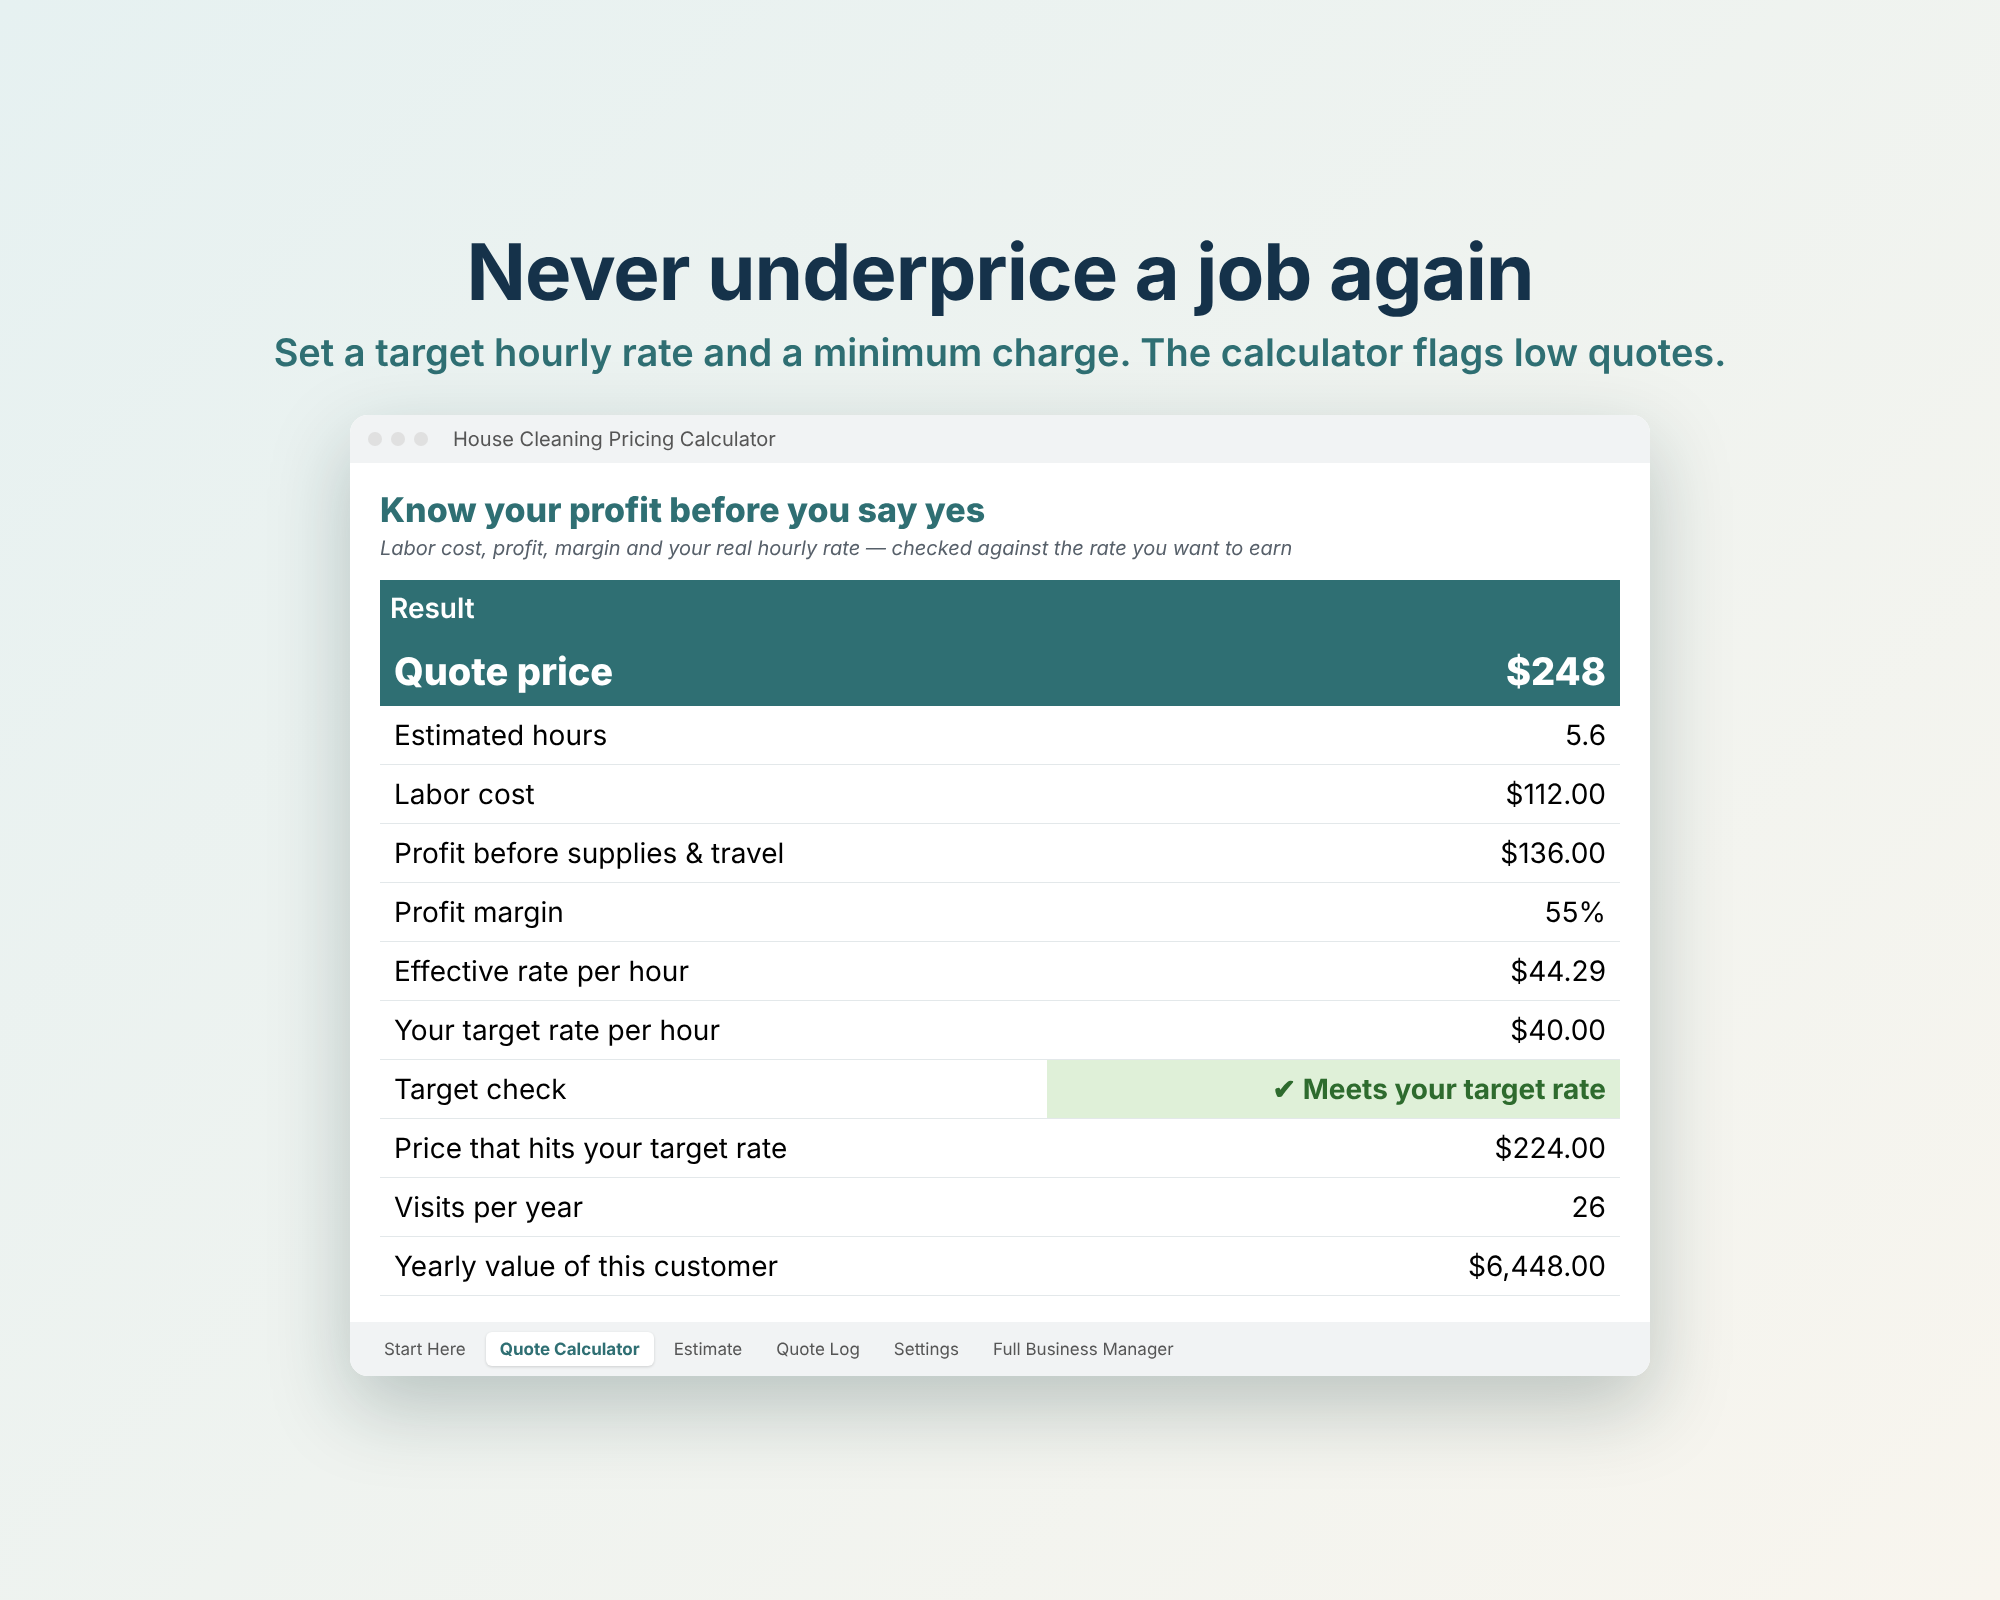 Never underprice a job again
Set a target hourly rate and a minimum charge. The calculator flags low quotes.
House Cleaning Pricing Calculator
Know your profit before you say yes
Labor cost, profit, margin and your real hourly rate — checked against the rate you want to earn
Result
Quote price $248
Estimated hours 5.6
Labor cost $112.00
Profit before supplies & travel $136.00
Profit margin 55%
Effective rate per hour $44.29
Your target rate per hour $40.00
Target check ✔ Meets your target rate
Price that hits your target rate $224.00
Visits per year 26
Yearly value of this customer $6,448.00
Start Here Quote Calculator Estimate Quote Log Settings Full Business Manager